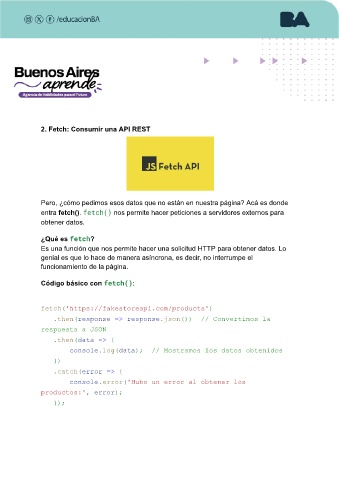 /educacionBA
BA
Buenos Aires
aprende
Agencia de Habilidades para el Futuro
2. Fetch: Consumir una API REST
JS Fetch API
Pero, ¿cómo pedimos esos datos que no están en nuestra página? Acá es donde
entra fetch(). fetch() nos permite hacer peticiones a servidores externos para
obtener datos.
¿Qué es fetch?
Es una función que nos permite hacer una solicitud HTTP para obtener datos. Lo
genial es que lo hace de manera asíncrona, es decir, no interrumpe el
funcionamiento de la página.
Código básico con fetch():
fetch('https://fakestoreapi.com/products')
.then(response => response.json()) // Convertimos la
respuesta a JSON
.then(data => {
console.log(data); // Mostramos los datos obtenidos
})
.catch(error => {
console.error('Hubo un error al obtener los
productos:', error);
});